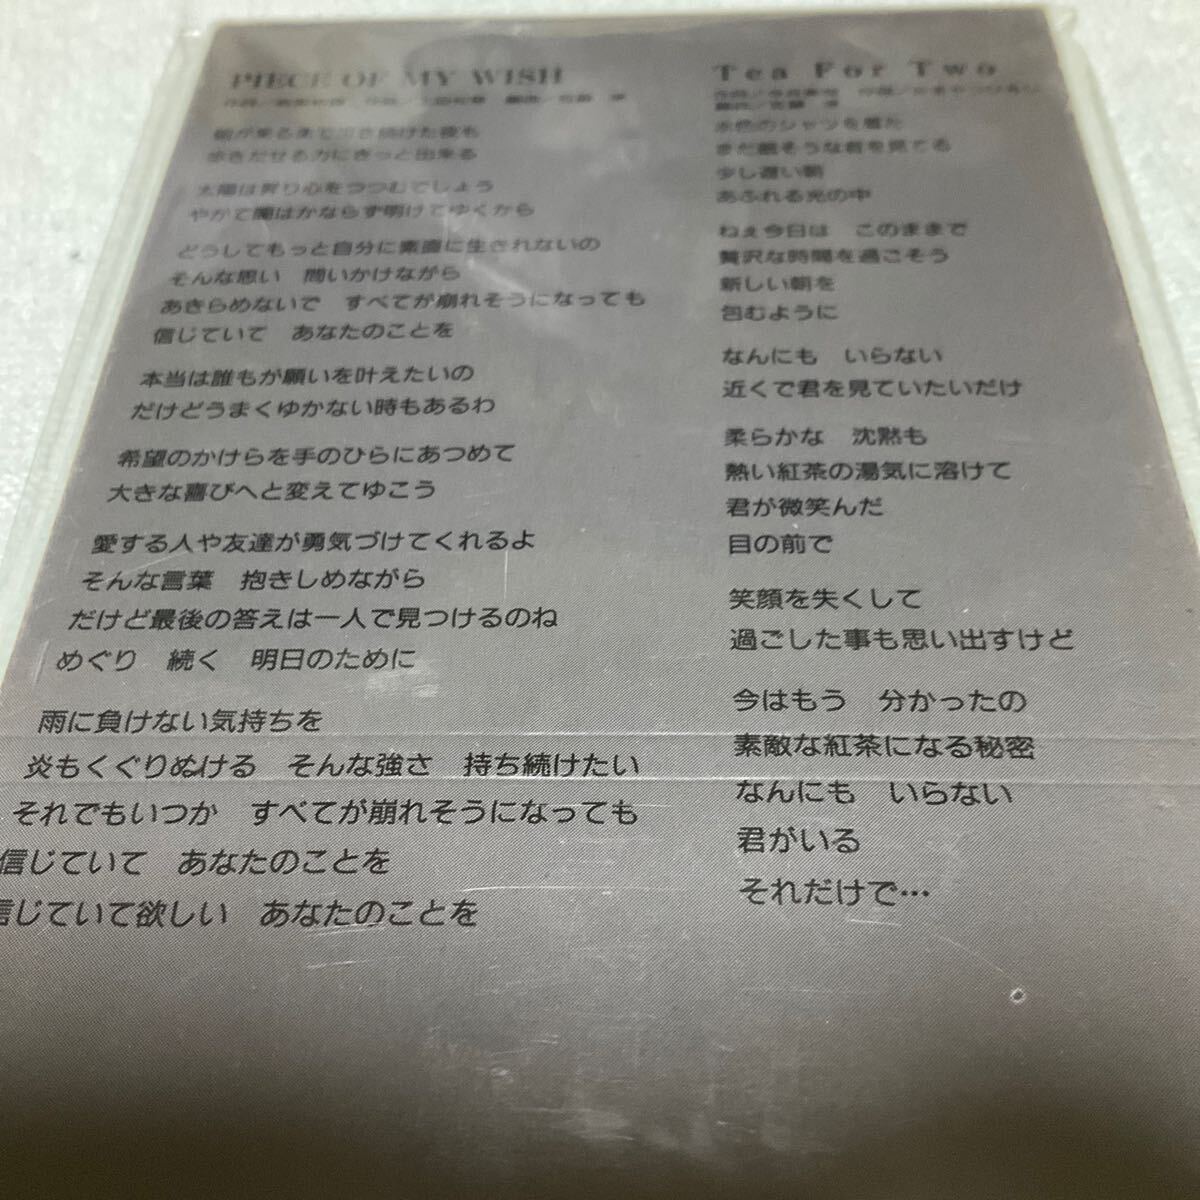 PIECE OF MY WISH
朝が来るまで泣き続けた夜も
歩きだせる力にきっと出来る
太陽は昇り心をつつむでしょう
やがて闇はかならず明けてゆくから
どうしてもっと自分に素直に生きれないの
そんな思い　問いかけながら
あきらめないで　すべてが崩れそうになっても
信じていて　あなたのことを
本当は誰もが願いを叶えたいの
だけどうまくゆかない時もあるわ
希望のかけらを手のひらにあつめて
大きな喜びへと変えてゆこう
愛する人や友達が勇気づけてくれるよ
そんな言葉　抱きしめながら
だけど最後の答えは一人で見つけるのね
めぐり　続く　明日のために
雨に負けない気持ちを
炎もくぐりぬける　そんな強さ　持ち続けたい
それでもいつか　すべてが崩れそうになっても
信じていて　あなたのことを
信じていて欲しい　あなたのことを
Tea For Two
水色のシャツを着た
まだ眠そうな君を見てる
少し遅い朝
あふれる光の中
ねぇ今日は　このままで
贅沢な時間を過ごそう
新しい朝を
包むように
なんにも　いらない
近くで君を見ていたいだけ
柔らかな　沈黙も
熱い紅茶の湯気に溶けて
君が微笑んだ
目の前で
笑顔を失くして
過ごした事も思い出すけど
今はもう　分かったの
素敵な紅茶になる秘密
なんにも　いらない
君がいる
それだけで…